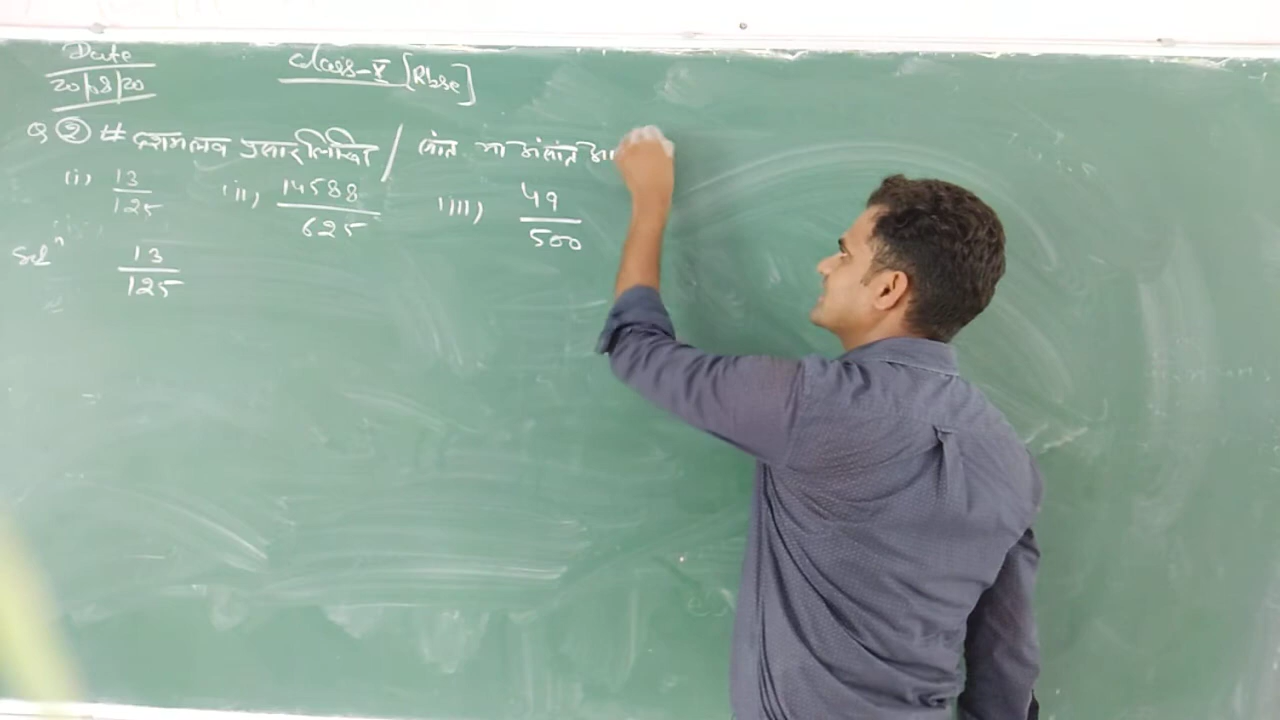 Date
20/08/20
Class-X [Rbse]
Q ② # दशमलव प्रसार लिखिए / सांत या असांत
(i) 13/125 (ii) 14588/625 (iii) 49/500
Solⁿ 13/125